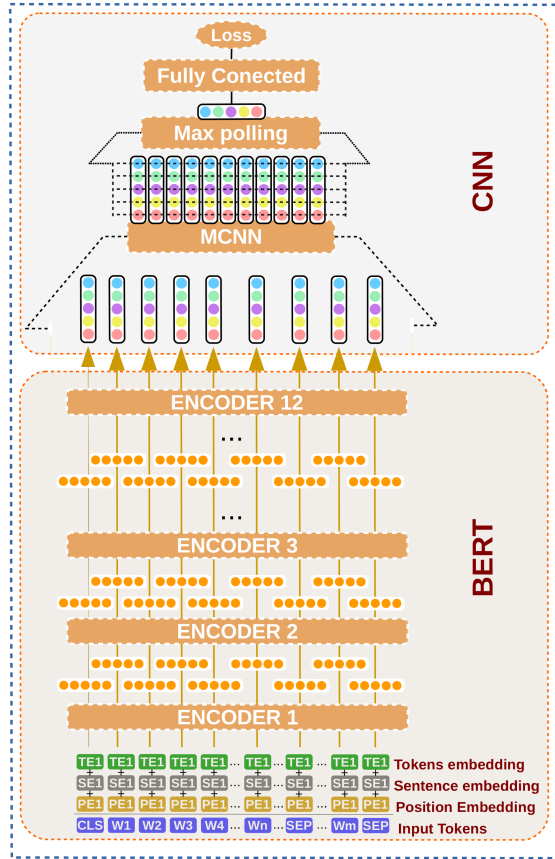 Loss
Fully Conected
Max polling
MCNN
CNN
ENCODER 12
...
...
ENCODER 3
BERT
ENCODER 2
ENCODER 1
TE1 TE1 TE1 TE1 TE1 ... TE1 ... TE1 ... TE1 TE1 Tokens embedding
+ + + + + + + + +
SE1 SE1 SE1 SE1 SE1 ... SE1 ... SE1 ... SE1 SE1 Sentence embedding
+ + + + + + + + +
PE1 PE1 PE1 PE1 PE1 ... PE1 ... PE1 ... PE1 PE1 Position Embedding
CLS W1 W2 W3 W4 ... Wn ... SEP ... Wm SEP Input Tokens